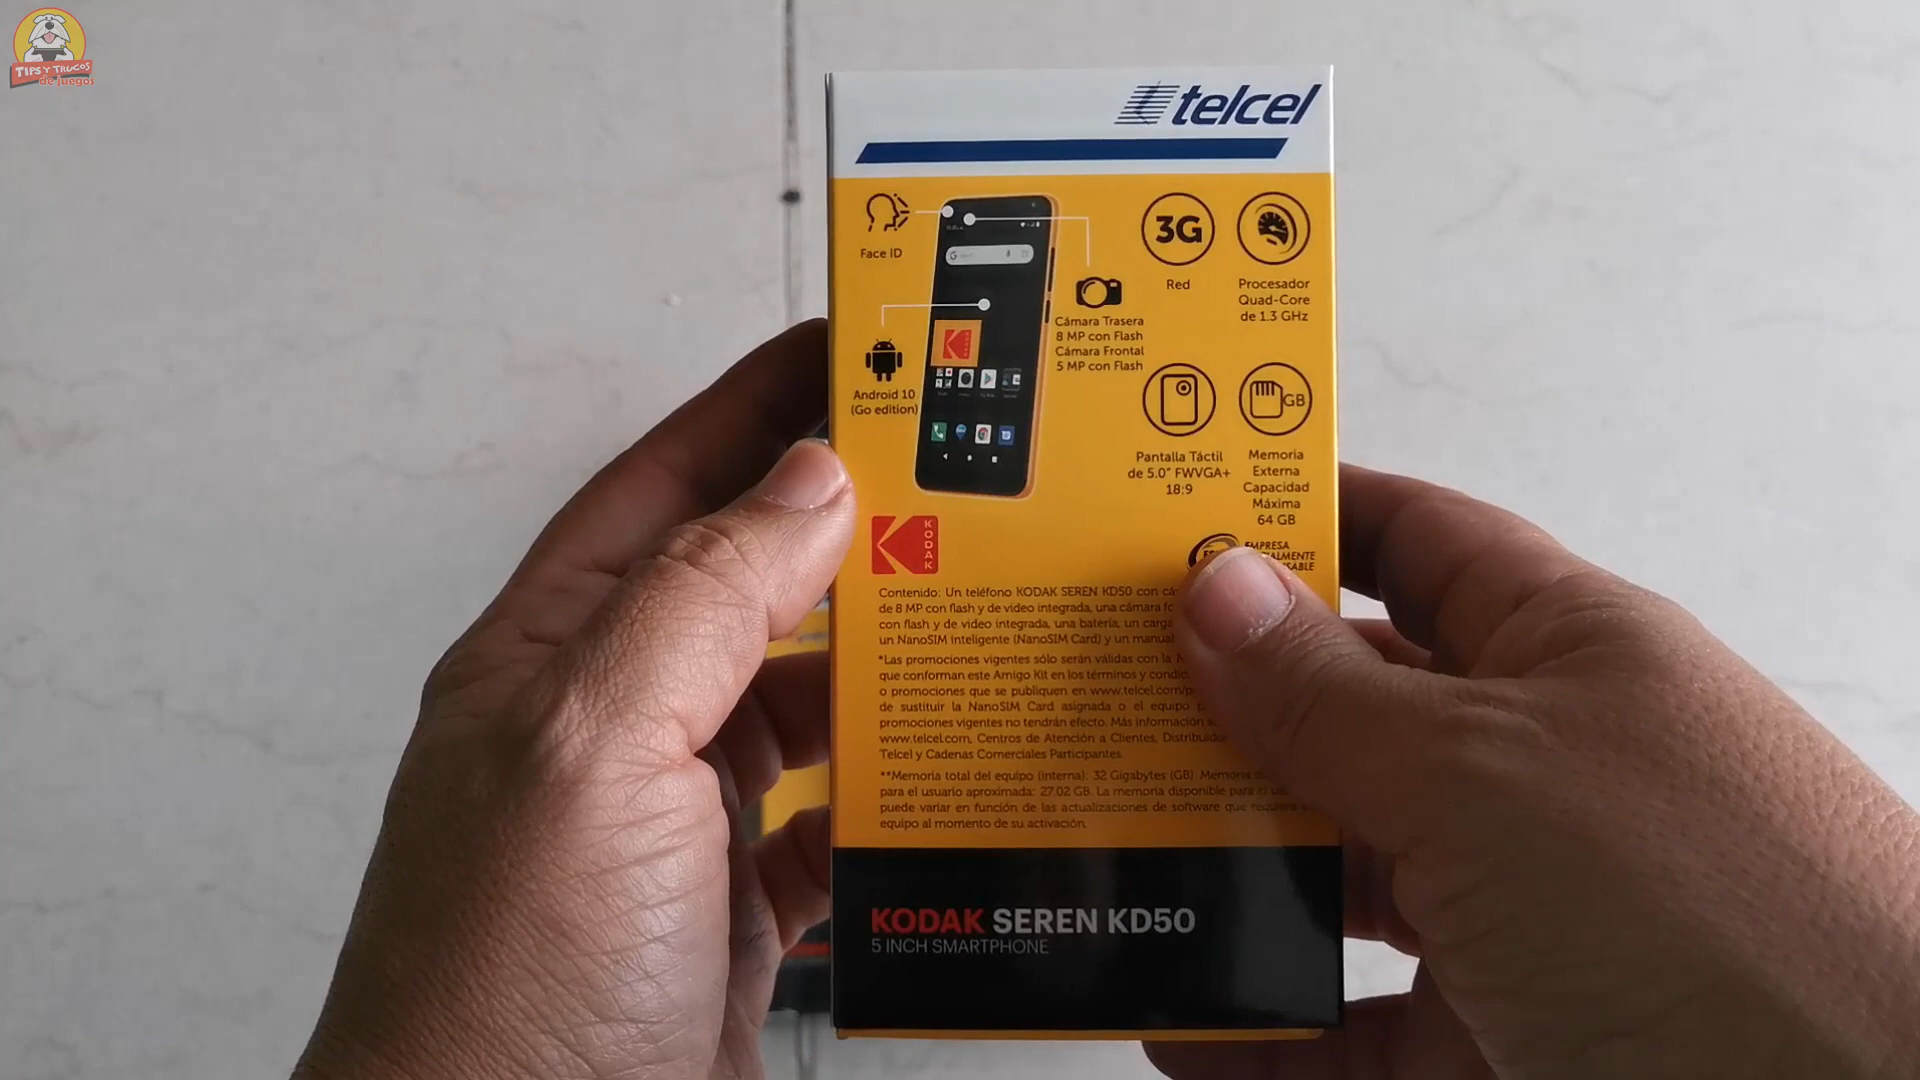 TIPS Y TRUCOS
de juegos
telcel
Face ID
3G
Red
Procesador
Quad-Core
de 1.3 GHz
Cámara Trasera
8 MP con Flash
Cámara Frontal
5 MP con Flash
Android 10
(Go edition)
GB
Pantalla Táctil
de 5.0" FWVGA+
18:9
Memoria
Externa
Capacidad
Máxima
64 GB
KODAK
EMPRESA
Contenido: Un teléfono KODAK SEREN KD50 con
de 8 MP con flash y de video integrada, una cámara
con flash y de video integrada, una batería, un
un NanoSIM Inteligente (NanoSIM Card) y un manual
*Las promociones vigentes sólo serán válidas con la
que conforman este Amigo Kit en los términos y
o promociones que se publiquen en www.telcel.com/
de sustituir la NanoSIM Card asignada o el equipo
promociones vigentes no tendrán efecto. Más información
www.telcel.com, Centros de Atención a Clientes,
Telcel y Cadenas Comerciales Participantes.
**Memoria total del equipo (interna): 32 Gigabytes (GB). Memoria
para el usuario aproximada: 27.02 GB. La memoria disponible para el
puede variar en función de las actualizaciones de software que requiera
equipo al momento de su activación.
KODAK SEREN KD50
5 INCH SMARTPHONE